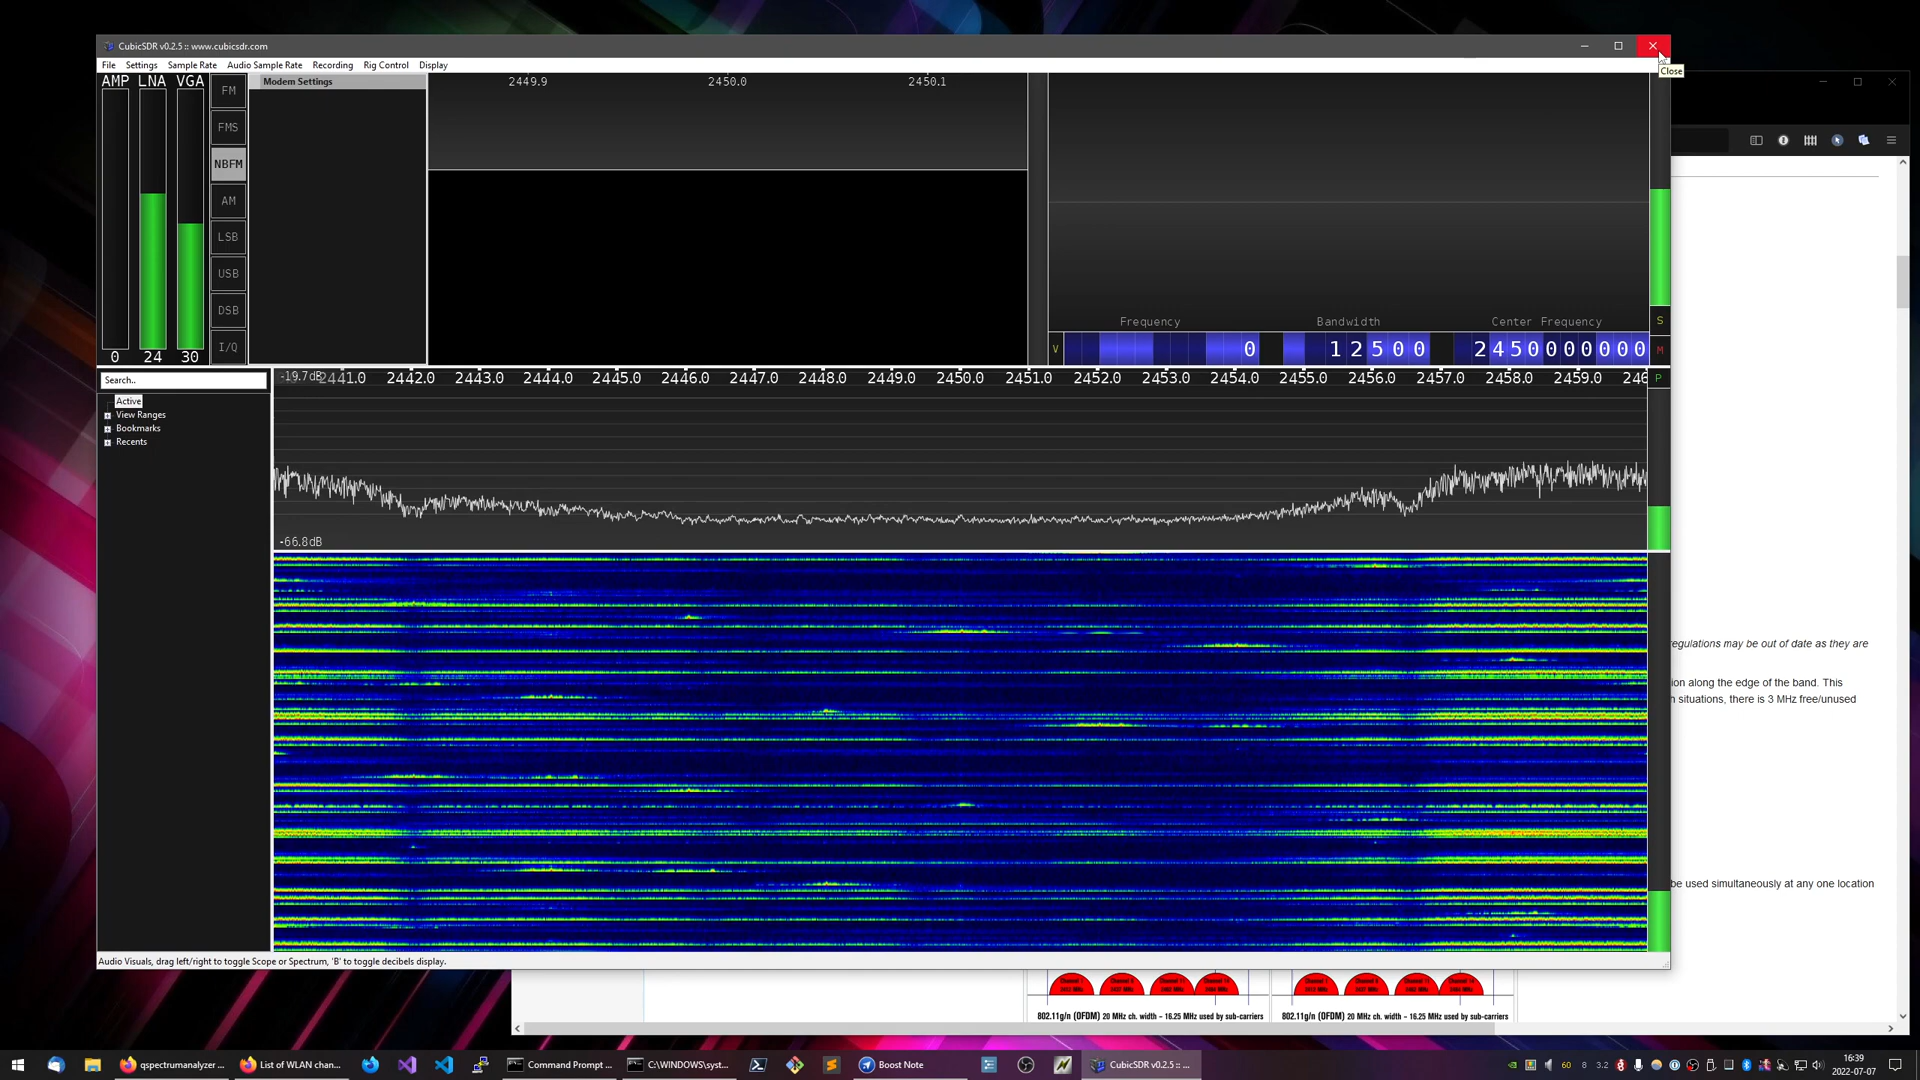 CubicSDR v0.2.5 :: www.cubicsdr.com
Close
File Settings Sample Rate Audio Sample Rate Recording Rig Control Display
AMP LNA VGA
FM
FMS
NBFM
AM
LSB
USB
DSB
I/Q
0 24 30
Modem Settings
2449.9 2450.0 2450.1
Frequency Bandwidth Center Frequency
V 0 12500 2450000000
S
M
P
Search..
Active
View Ranges
Bookmarks
Recents
-19.7dB 2441.0 2442.0 2443.0 2444.0 2445.0 2446.0 2447.0 2448.0 2449.0 2450.0 2451.0 2452.0 2453.0 2454.0 2455.0 2456.0 2457.0 2458.0 2459.0 246
-66.8dB
regulations may be out of date as they are
ion along the edge of the band. This
h situations, there is 3 MHz free/unused
be used simultaneously at any one location
Audio Visuals, drag left/right to toggle Scope or Spectrum, 'B' to toggle decibels display.
802.11g/n (OFDM) 20 MHz ch. width – 16.25 MHz used by sub-carriers
802.11g/n (OFDM) 20 MHz ch. width – 16.25 MHz used by sub-carriers
qspectrumanalyzer ... List of WLAN chan... Command Prompt ... C:\WINDOWS\syst... Boost Note CubicSDR v0.2.5 :: ...
60 8 3.2
16:39
2022-07-07